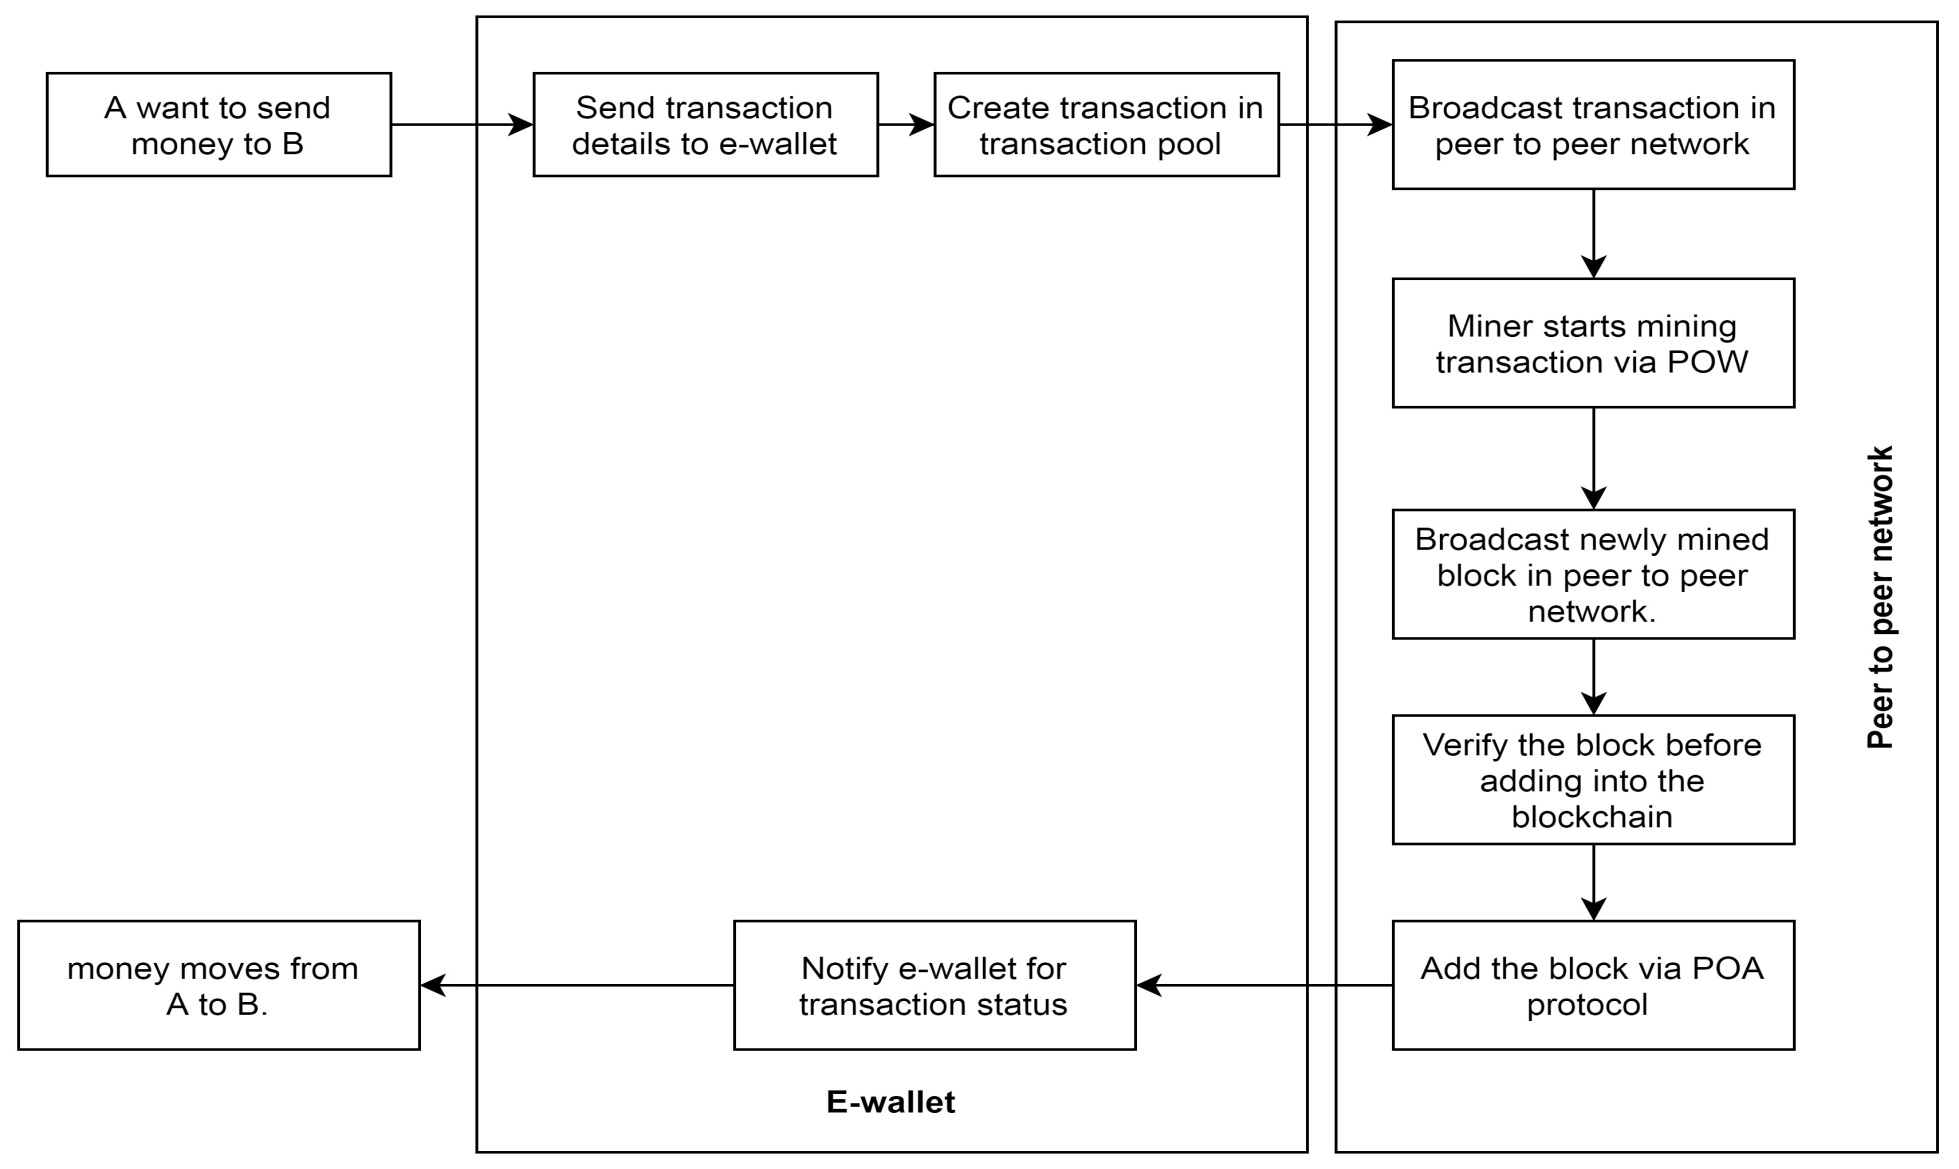 A want to send
money to B
Send transaction
details to e-wallet
Create transaction in
transaction pool
Broadcast transaction in
peer to peer network
Miner starts mining
transaction via POW
Broadcast newly mined
block in peer to peer
network.
Verify the block before
adding into the
blockchain
Add the block via POA
protocol
Notify e-wallet for
transaction status
money moves from
A to B.
E-wallet
Peer to peer network